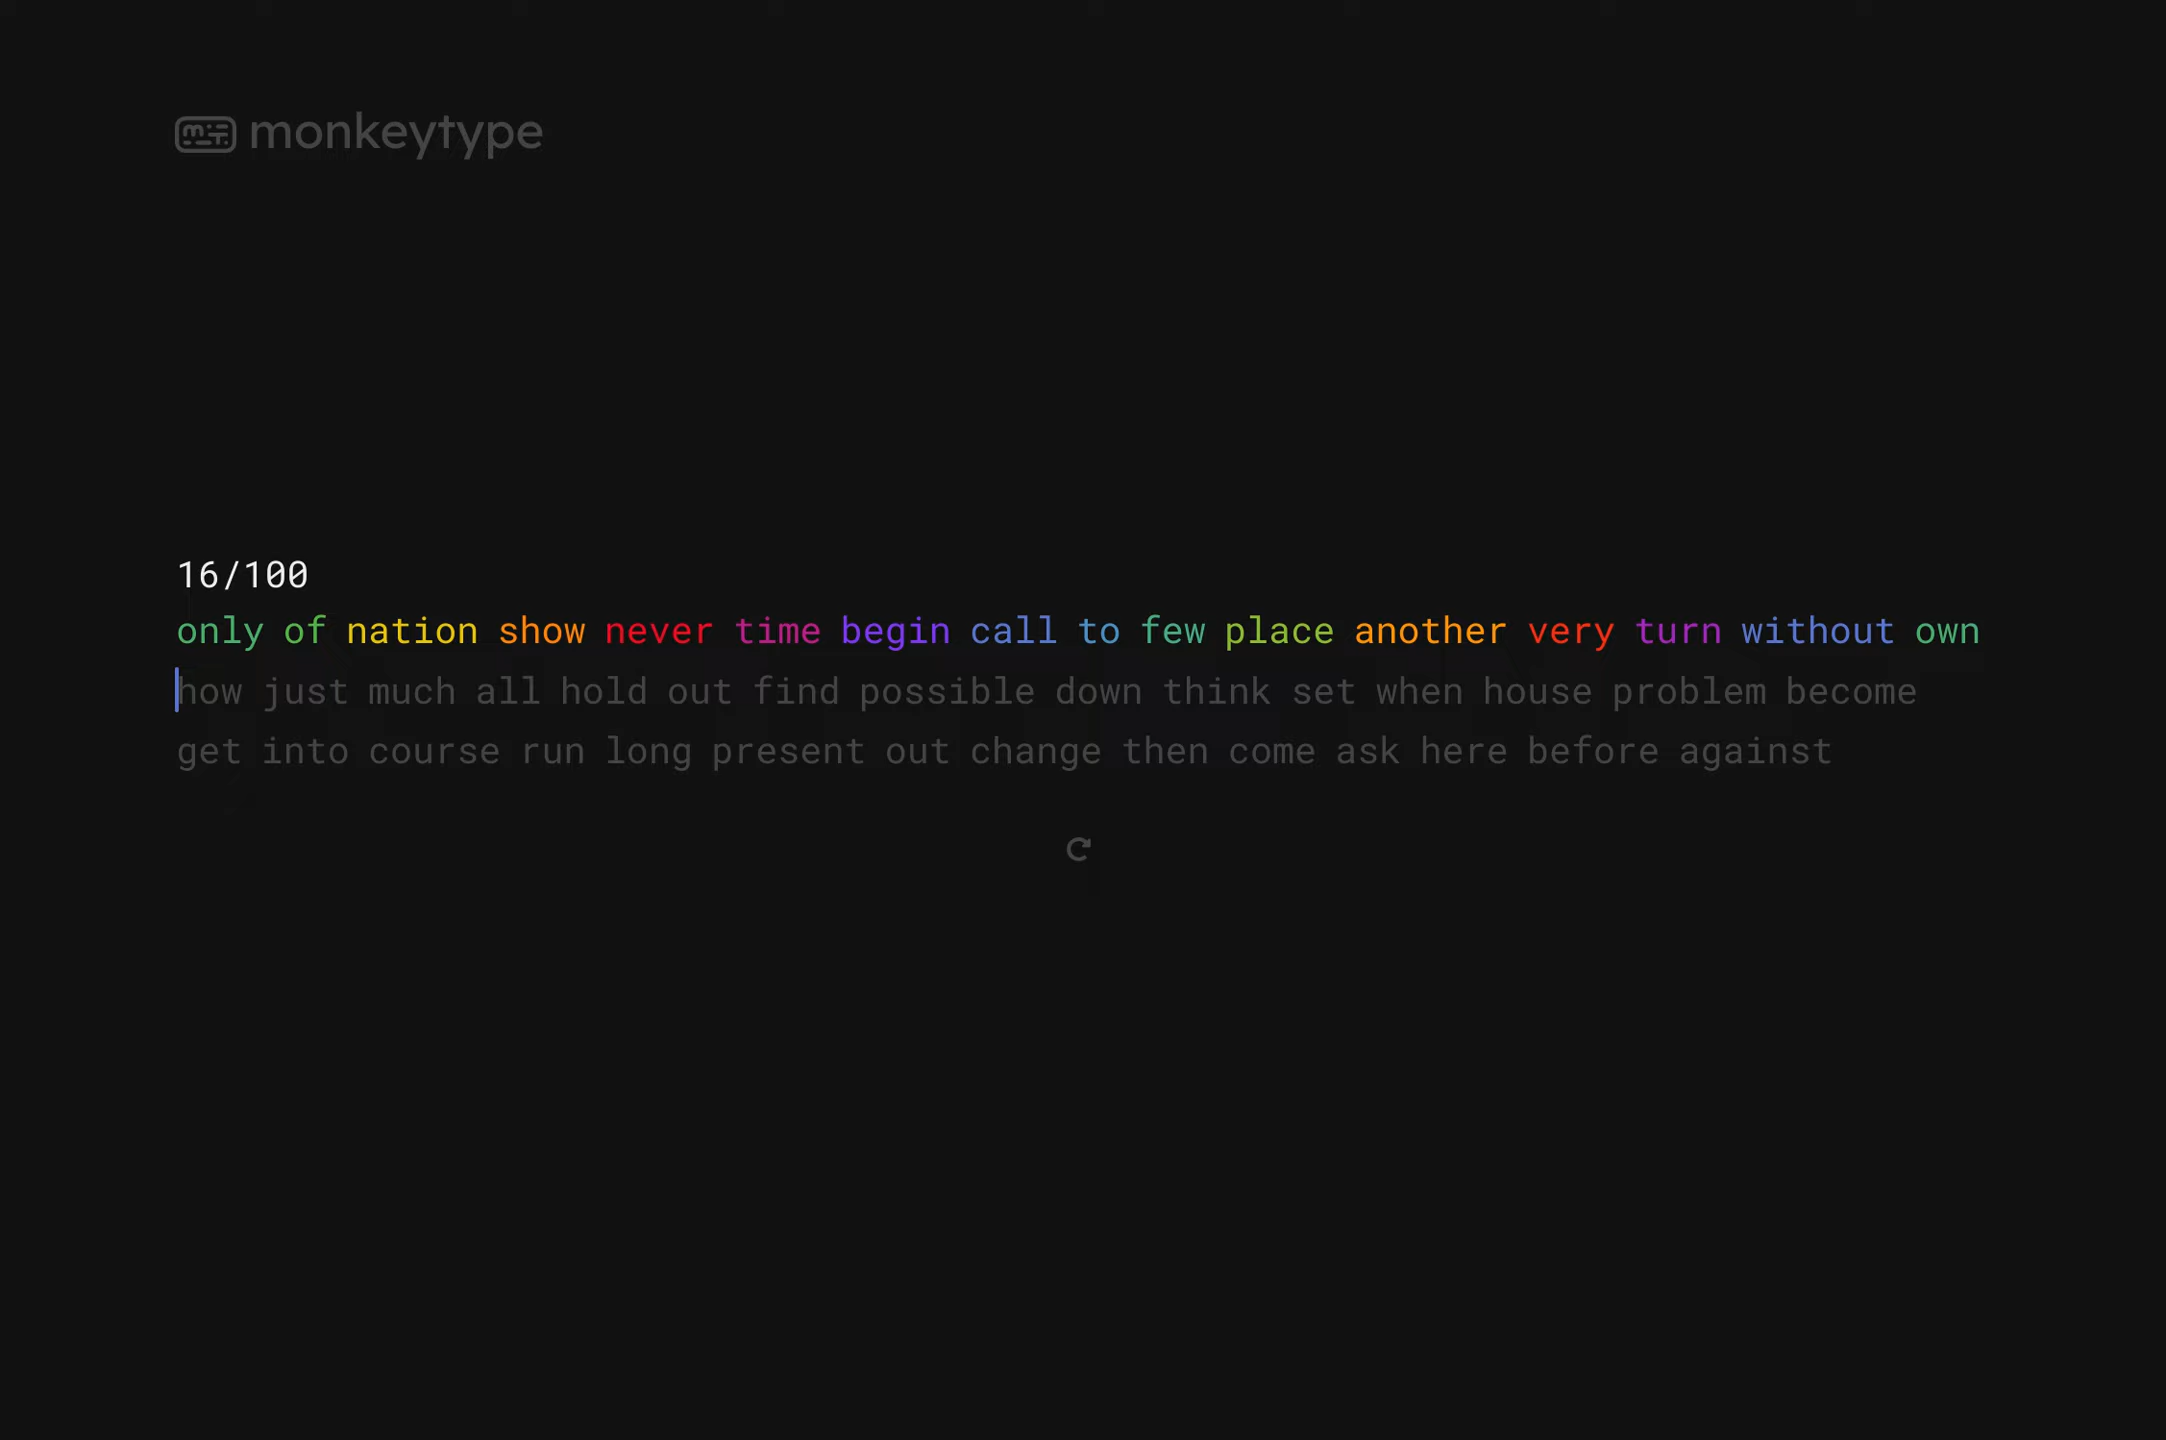 monkeytype
16/100
only of nation show never time begin call to few place another very turn without own
how just much all hold out find possible down think set when house problem become
get into course run long present out change then come ask here before against